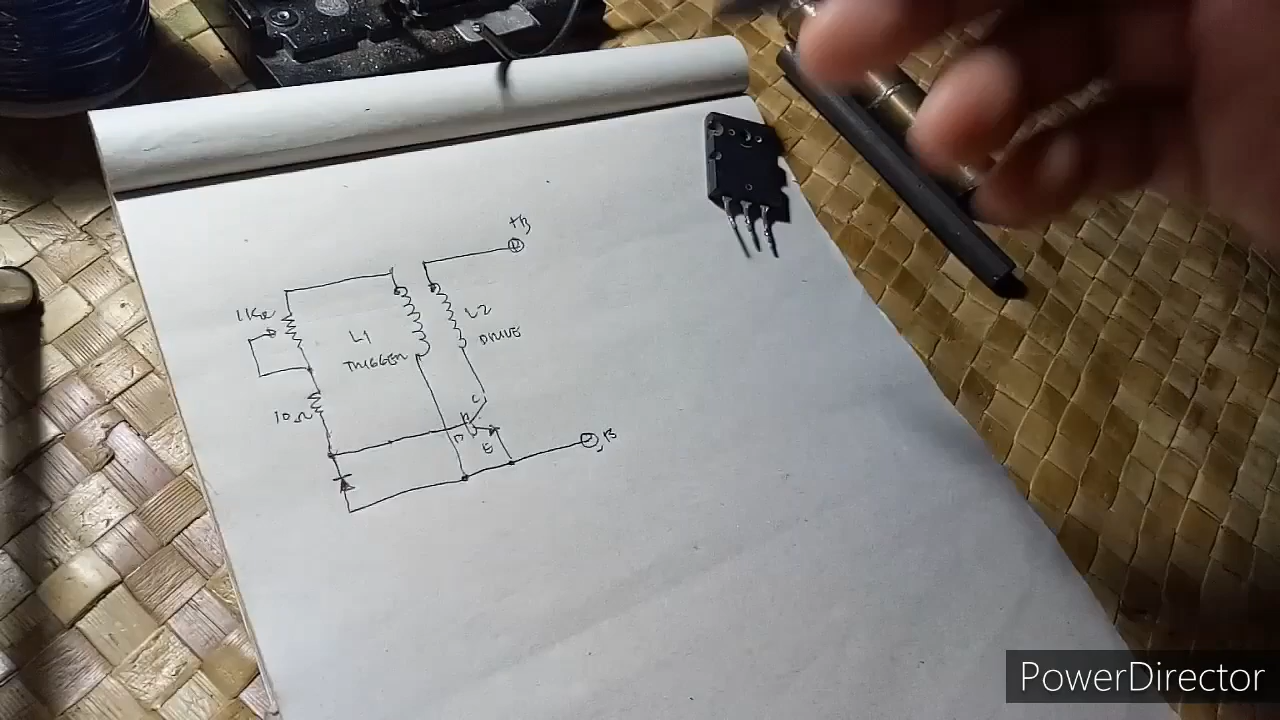 +B
1KΩ
L1
TRIGGER
L2
DRIVE
10Ω
C
B
E
-B
PowerDirector